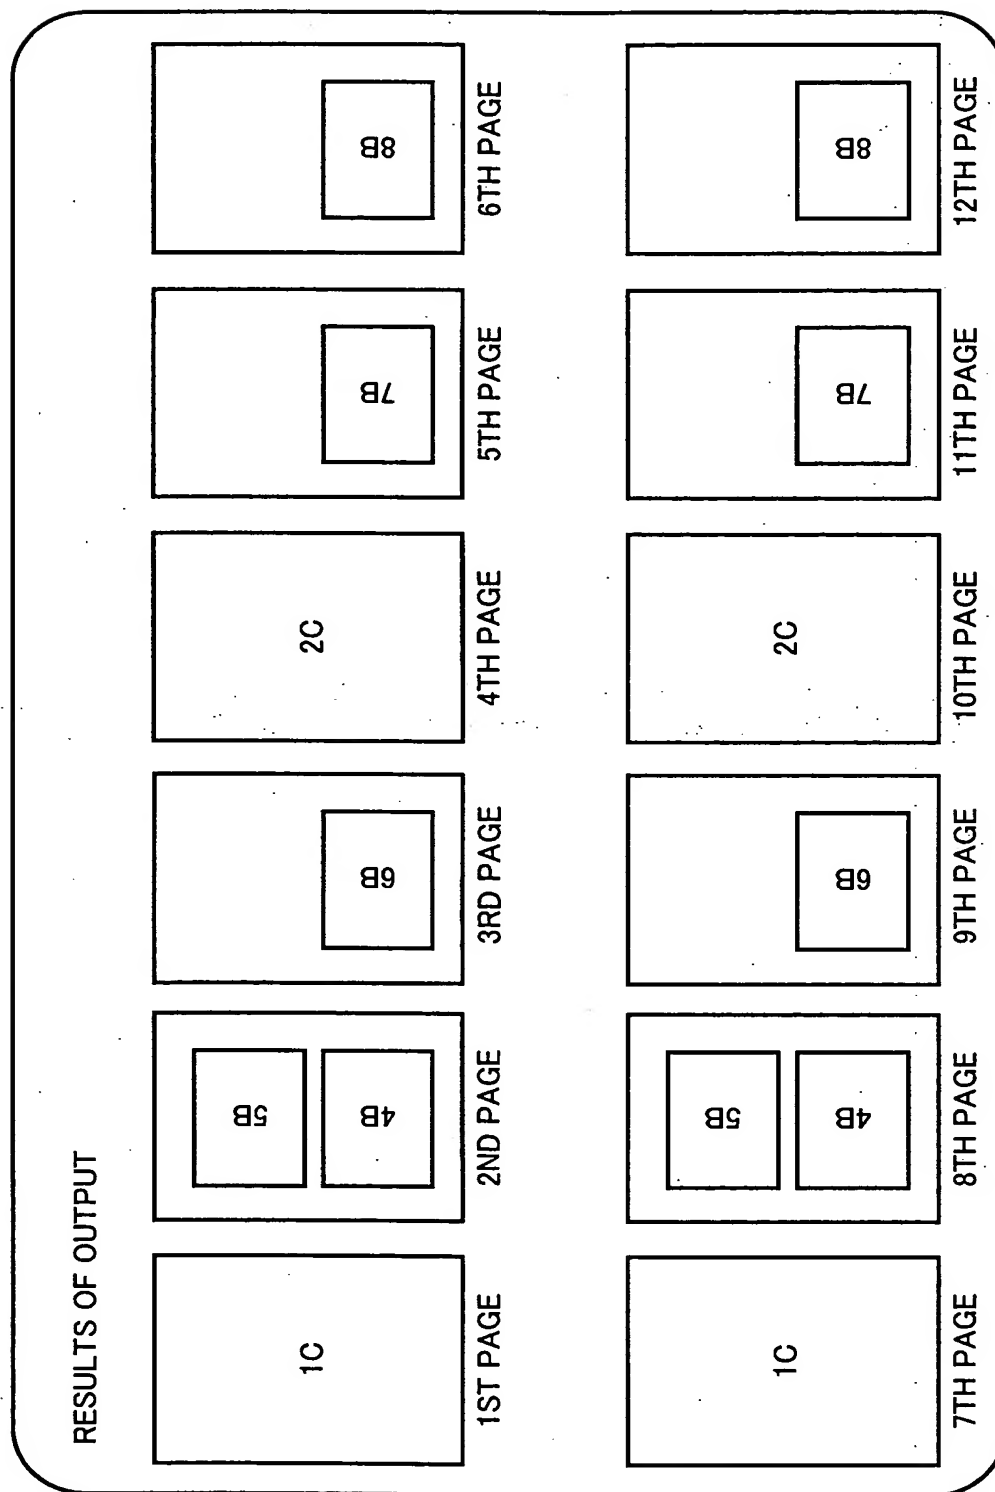 RESULTS OF OUTPUT
1C
5B
4B
6B
2C
7B
8B
1ST PAGE
2ND PAGE
3RD PAGE
4TH PAGE
5TH PAGE
6TH PAGE
1C
5B
4B
6B
2C
7B
8B
7TH PAGE
8TH PAGE
9TH PAGE
10TH PAGE
11TH PAGE
12TH PAGE